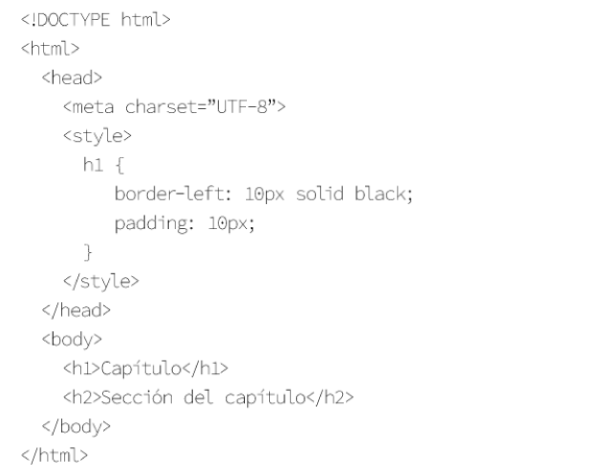 <!DOCTYPE html>
<html>
<head>
<meta charset=”UTF-8”>
<style>
h1 {
border-left: 10px solid black;
padding: 10px;
}
</style>
</head>
<body>
<h1>Capítulo</h1>
<h2>Sección del capítulo</h2>
</body>
</html>